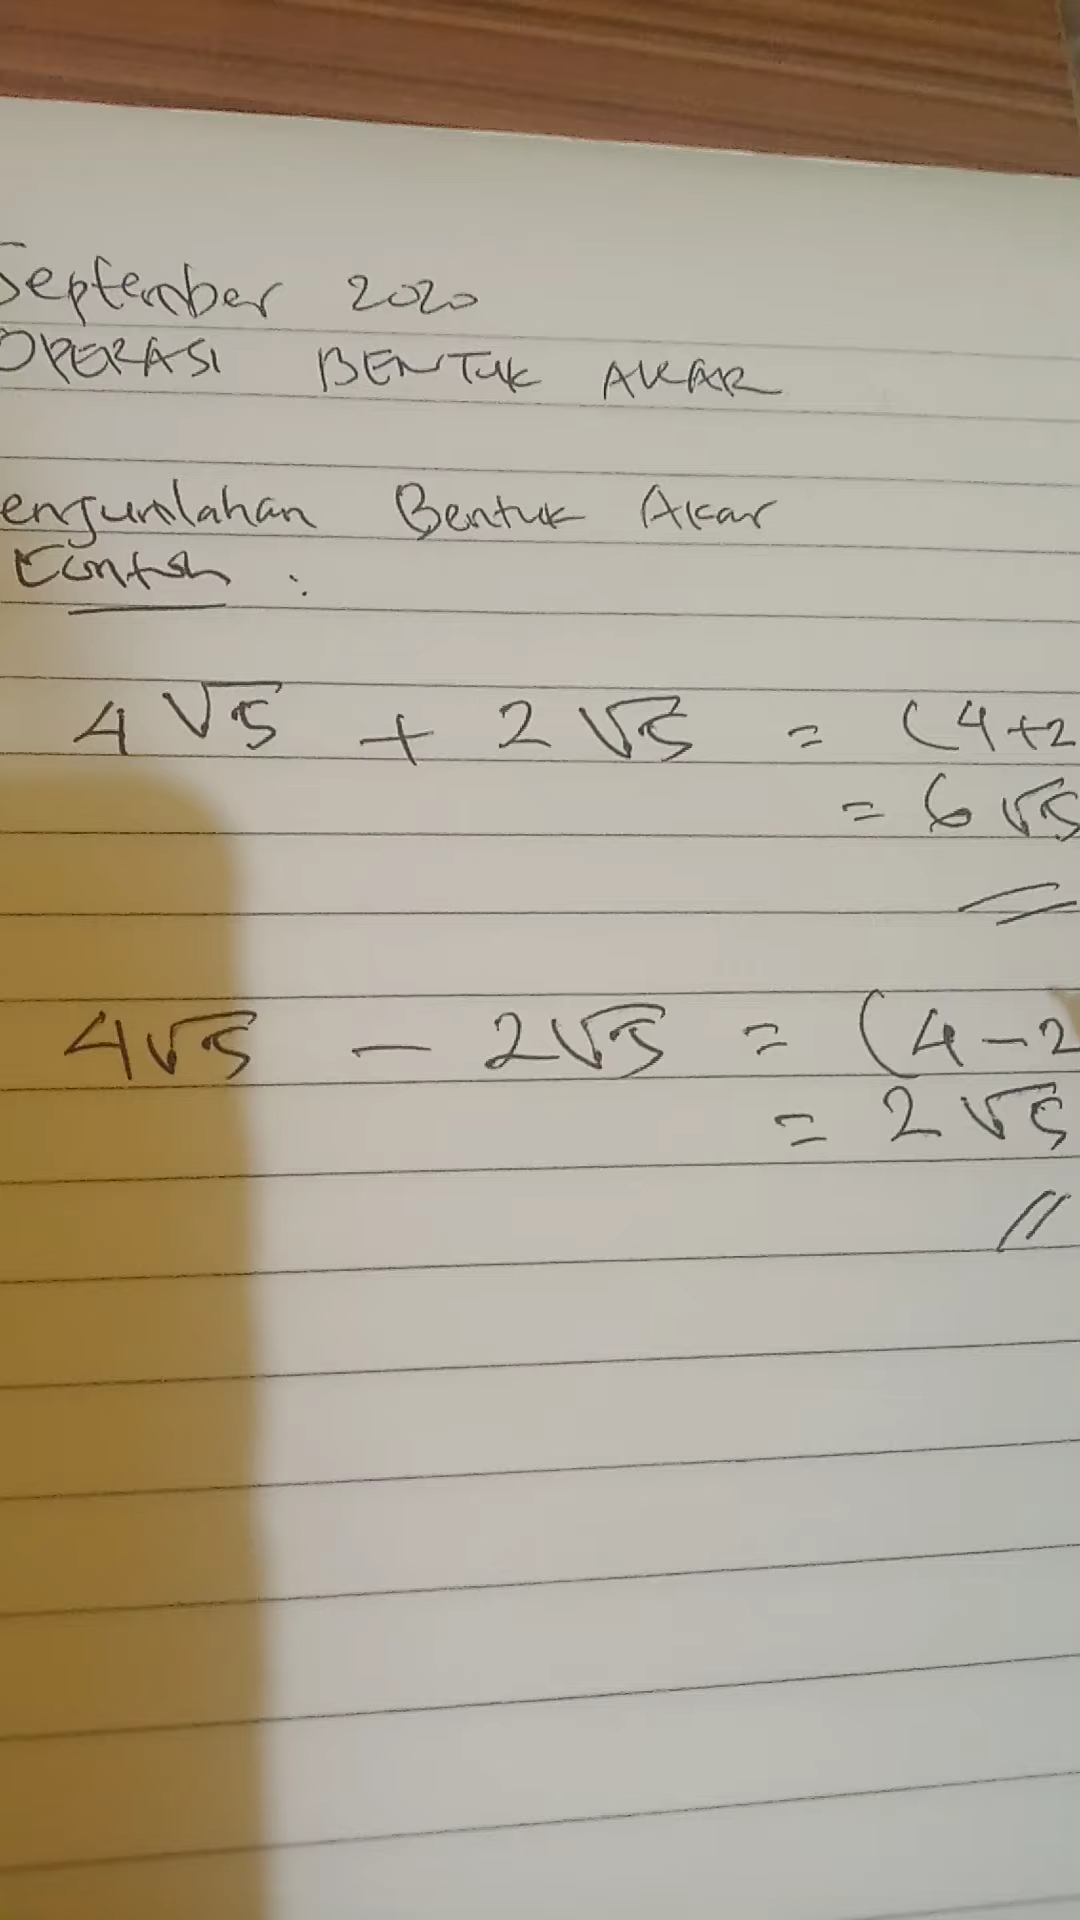 September 2020
OPERASI BENTUK AKAR
engumlahan Bentuk Akar
Contoh :
4√5 + 2√5 = (4+2
= 6√5
4√5 - 2√5 = (4-2
= 2√5